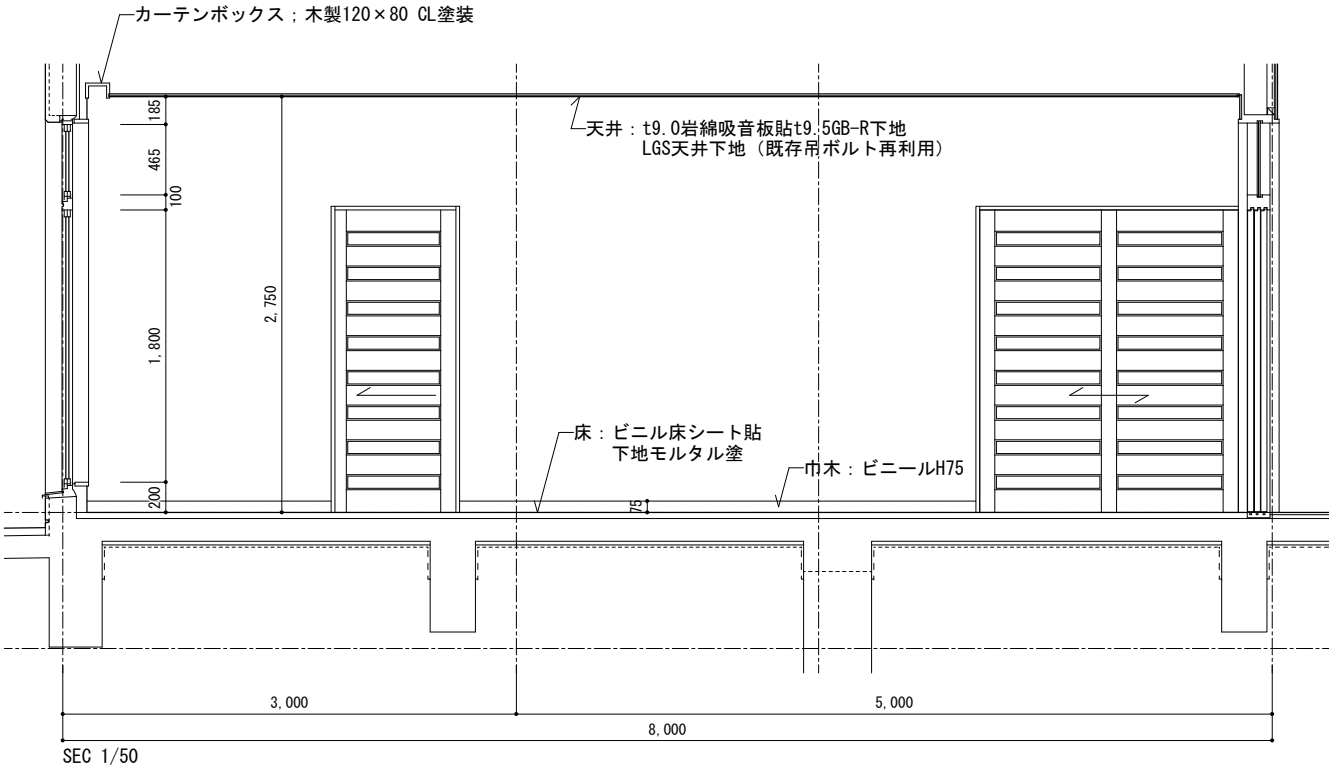 カーテンボックス；木製120×80 CL塗装
天井：t9.0岩綿吸音板貼t9.5GB-R下地
LGS天井下地（既存吊ボルト再利用）
185
465
100
1,800
200
2,750
床：ビニル床シート貼
下地モルタル塗
巾木：ビニールH75
75
3,000
5,000
8,000
SEC 1/50